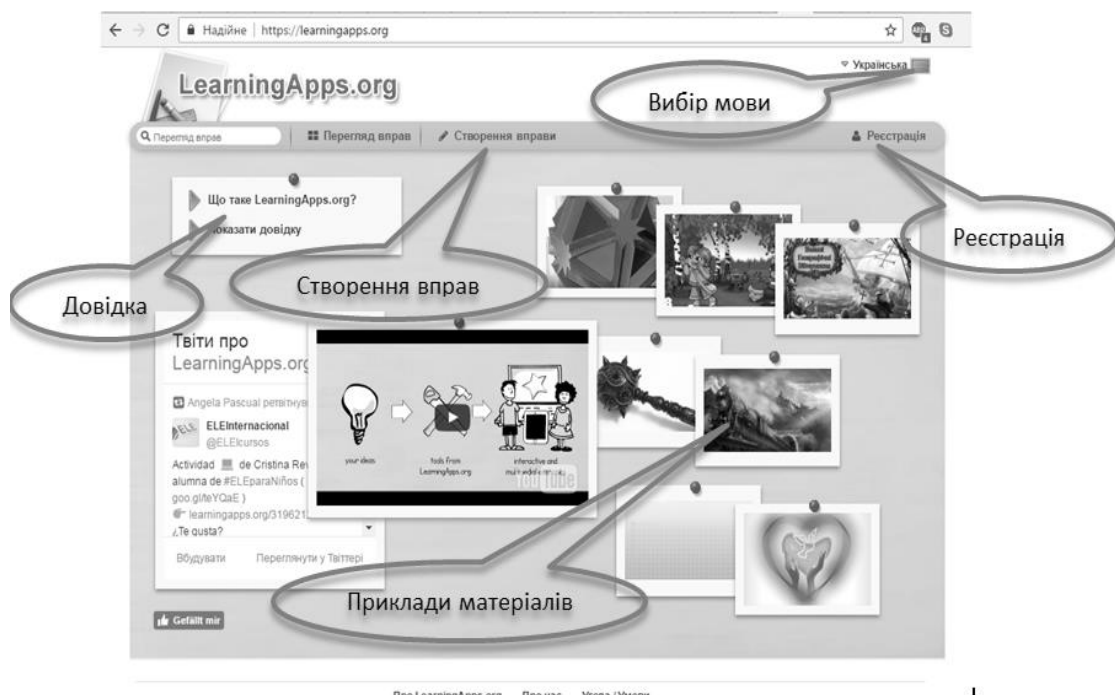 Надійне | https://learningapps.org
LearningApps.org
Українська
Вибір мови
Перегляд вправ
Перегляд вправ
Створення вправи
Реєстрація
Що таке LearningApps.org?
Показати довідку
Реєстрація
Створення вправ
Довідка
Твіти про
LearningApps.org
Angela Pascual
ELEInternacional
@ELEIcursos
Actividad de Cristina
alumna de #ELEparaNiños (
goo.gl/teYQaE )
learningapps.org/319621
¿Te gusta?
Вбудувати Переглянути у Твіттері
your ideas
tools from
LearningApps.org
interactive and
YouTube
Приклади матеріалів
Gefällt mir
Про LearningApps.org Про нас Угода / Умови